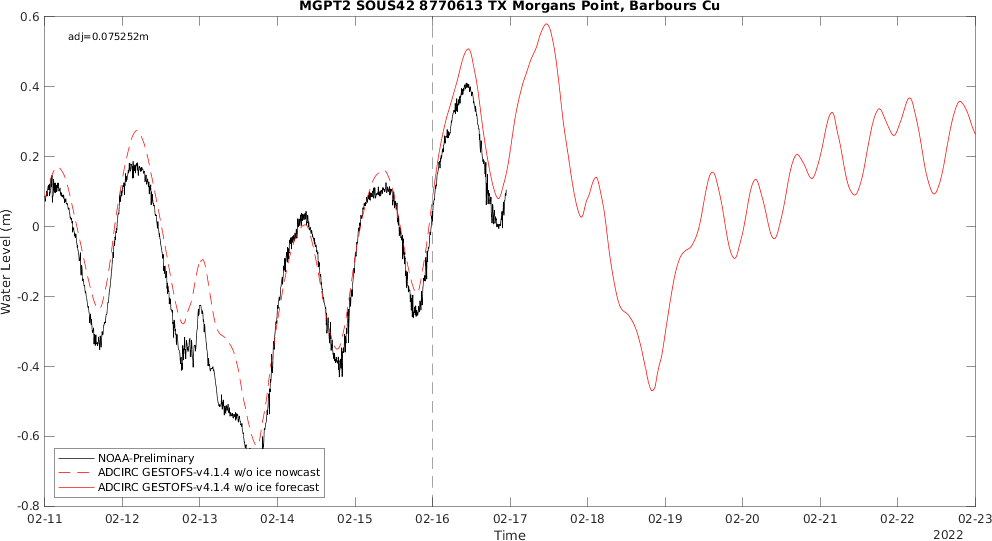 MGPT2 SOUS42 8770613 TX Morgans Point, Barbours Cu
adj=0.075252m
0.6
0.4
0.2
0
-0.2
-0.4
-0.6
-0.8
Water Level (m)
NOAA-Preliminary
ADCIRC GESTOFS-v4.1.4 w/o ice nowcast
ADCIRC GESTOFS-v4.1.4 w/o ice forecast
02-11 02-12 02-13 02-14 02-15 02-16 02-17 02-18 02-19 02-20 02-21 02-22 02-23
Time
2022